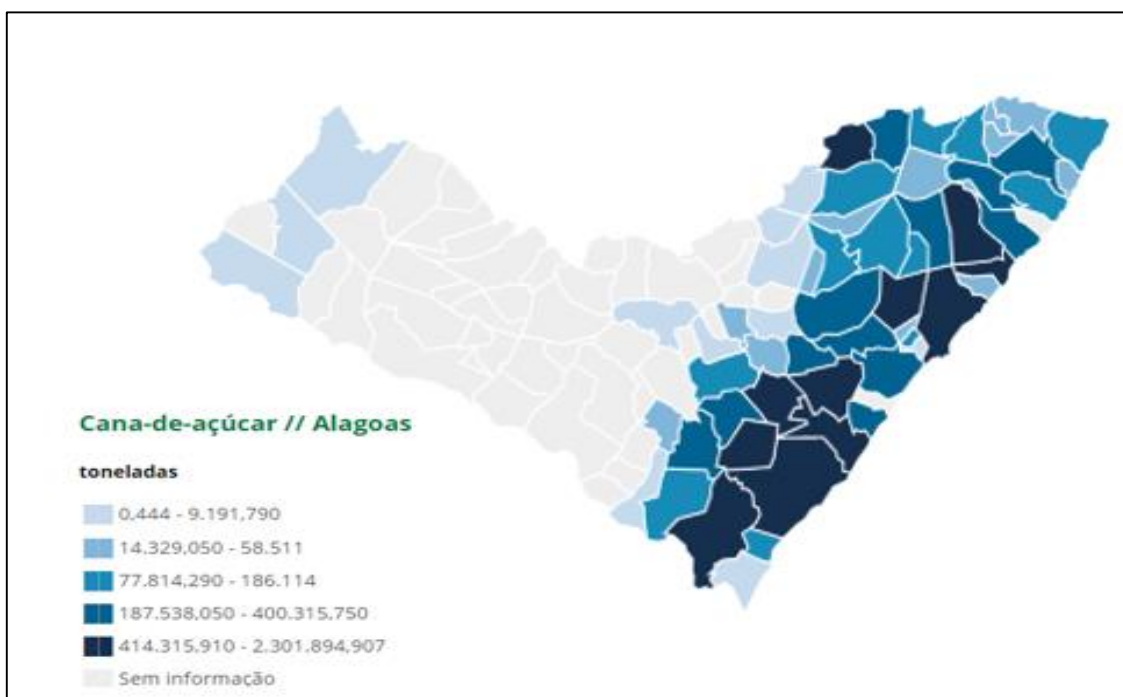 Cana-de-açúcar // Alagoas
toneladas
0,444 - 9.191,790
14.329,050 - 58.511
77.814,290 - 186.114
187.538,050 - 400.315,750
414.315,910 - 2.301.894,907
Sem informação